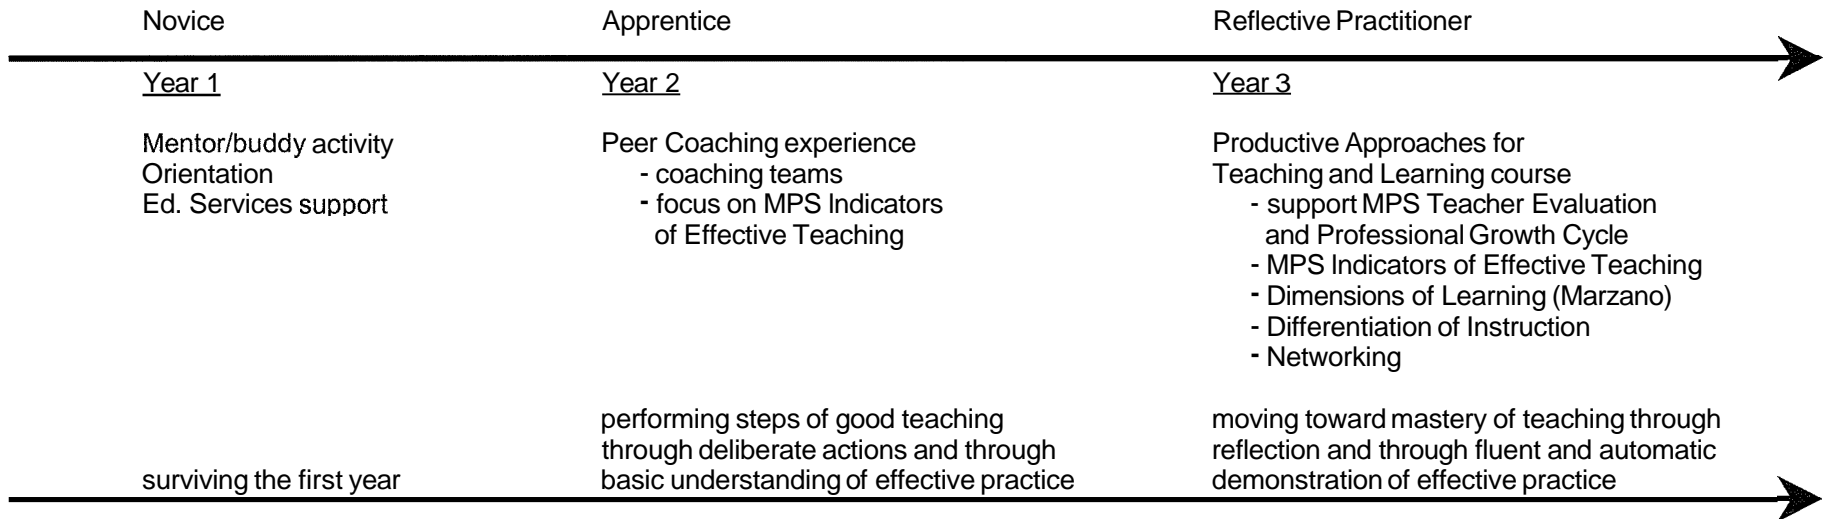 Novice
Apprentice
Reflective Practitioner
Year 1
Mentor/buddy activity
Orientation
Ed. Services support
surviving the first year
Year 2
Peer Coaching experience
- coaching teams
- focus on MPS Indicators
of Effective Teaching
performing steps of good teaching
through deliberate actions and through
basic understanding of effective practice
Year 3
Productive Approaches for
Teaching and Learning course
- support MPS Teacher Evaluation
and Professional Growth Cycle
- MPS Indicators of Effective Teaching
- Dimensions of Learning (Marzano)
- Differentiation of Instruction
- Networking
moving toward mastery of teaching through
reflection and through fluent and automatic
demonstration of effective practice